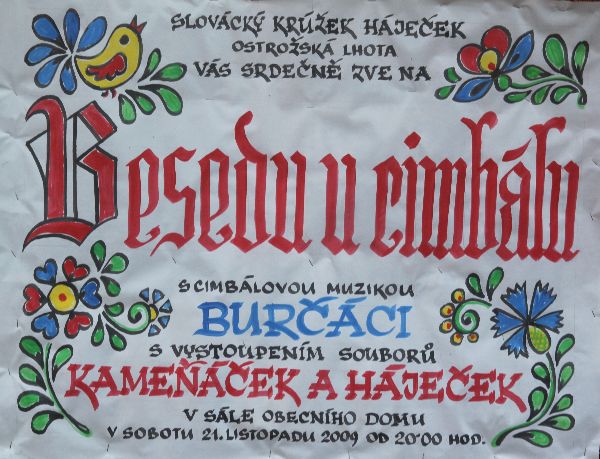 SLOVÁCKÝ KRÚŽEK HÁJEČEK
OSTROŽSKÁ LHOTA
VÁS SRDEČNĚ ZVE NA
Besedu u cimbálu
S CIMBÁLOVOU MUZIKOU
BURČÁCI
S VYSTOUPENÍM SOUBORŮ
KAMEŇÁČEK A HÁJEČEK
V SÁLE OBECNÍHO DOMU
V SOBOTU 21. LISTOPADU 2009 OD 20:00 HOD.